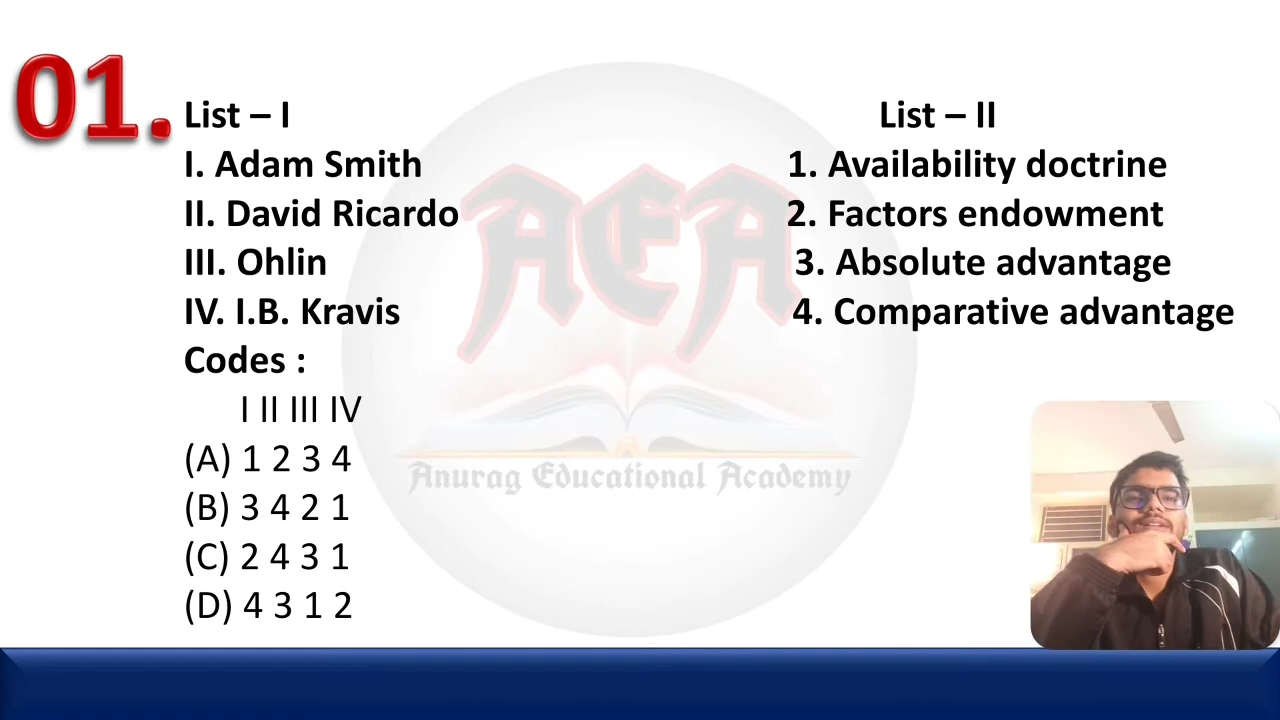 01.
List – I List – II
I. Adam Smith 1. Availability doctrine
II. David Ricardo 2. Factors endowment
III. Ohlin 3. Absolute advantage
IV. I.B. Kravis 4. Comparative advantage
Codes :
I II III IV
(A) 1 2 3 4
(B) 3 4 2 1
(C) 2 4 3 1
(D) 4 3 1 2
AEA
Anurag Educational Academy